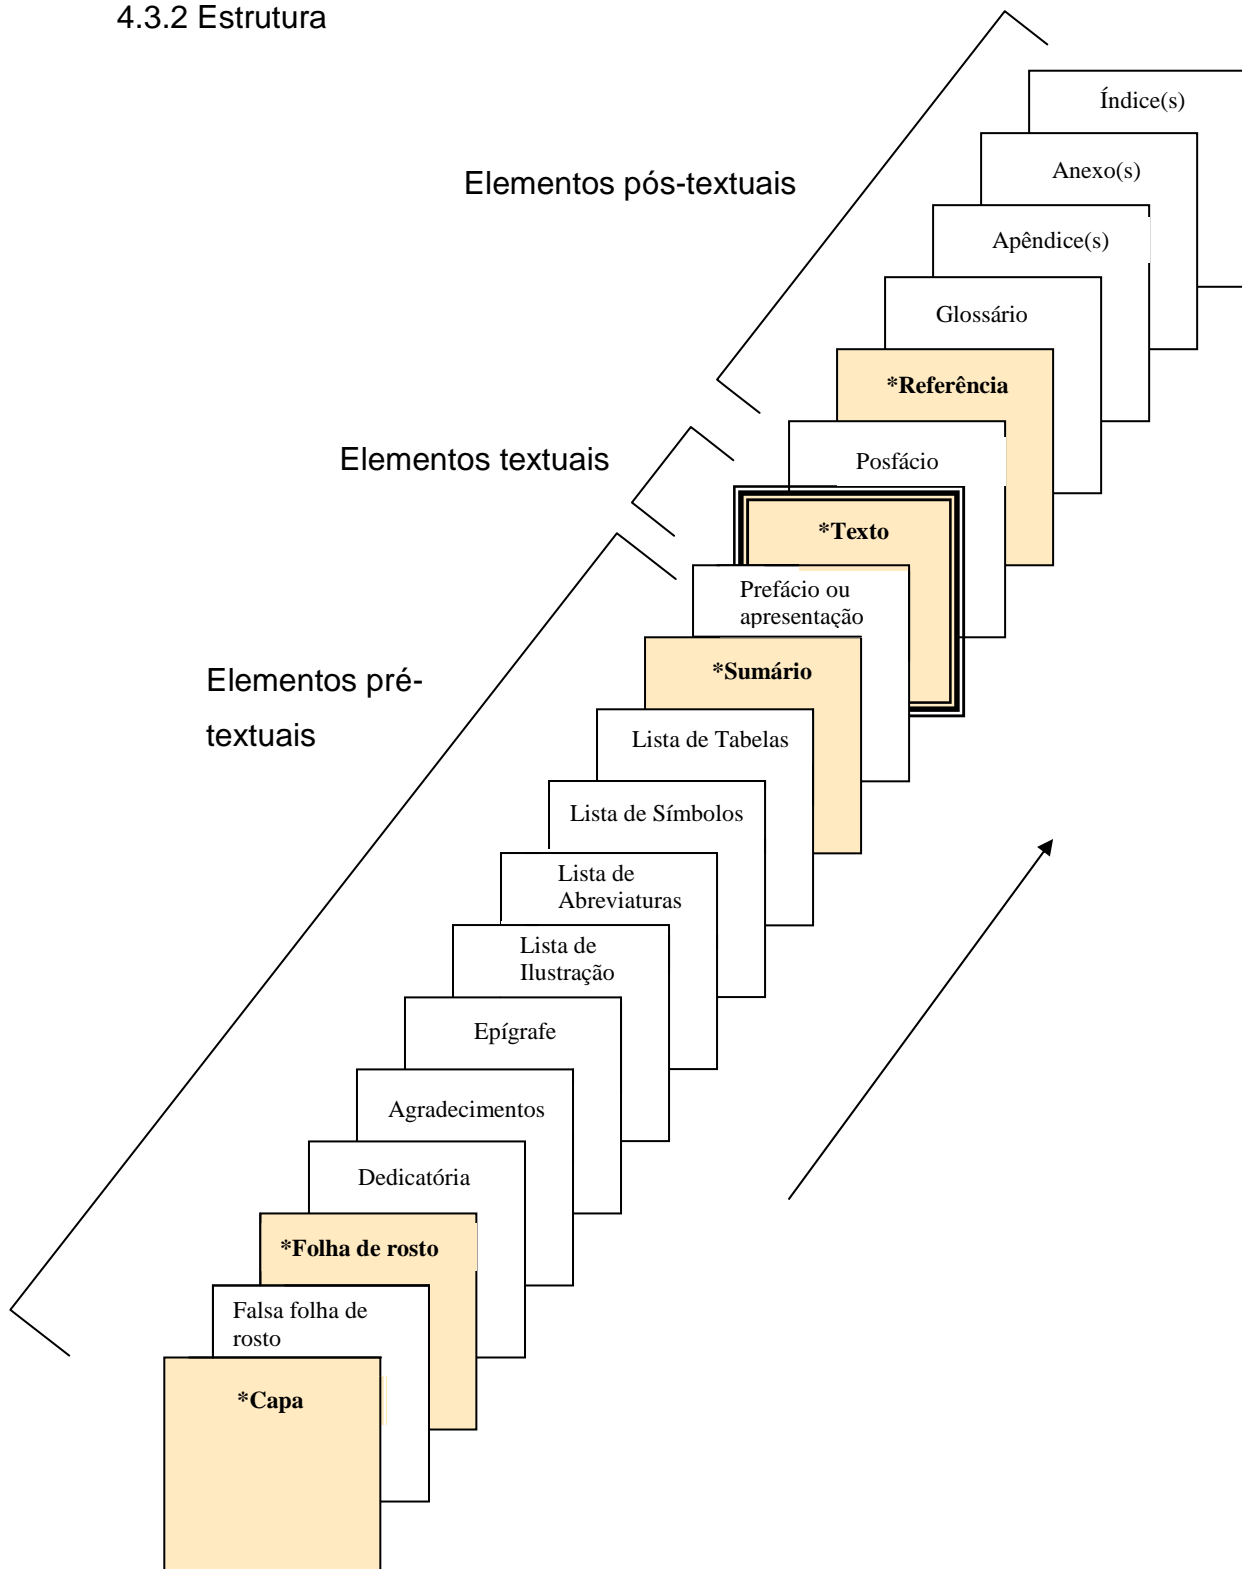 4.3.2 Estrutura
Índice(s)
Anexo(s)
Elementos pós-textuais
Apêndice(s)
Glossário
*Referência
Elementos textuais
Posfácio
*Texto
Prefácio ou
apresentação
*Sumário
Elementos pré-
textuais
Lista de Tabelas
Lista de Símbolos
Lista de
Abreviaturas
Lista de
Ilustração
Epígrafe
Agradecimentos
Dedicatória
*Folha de rosto
Falsa folha de
rosto
*Capa